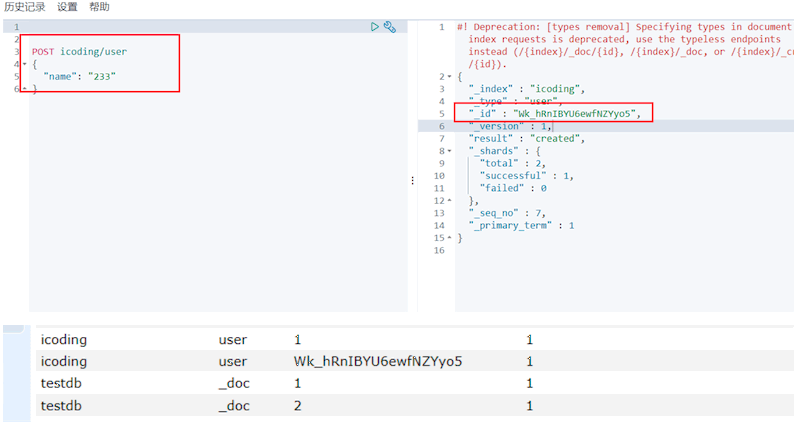 历史记录 设置 帮助
1
2
3 POST icoding/user
4 {
5 "name": "233"
6 }
1 #! Deprecation: [types removal] Specifying types in document
index requests is deprecated, use the typeless endpoints
instead (/{index}/_doc/{id}, /{index}/_doc, or /{index}/_cr
/{id}).
2 {
3 "_index" : "icoding",
4 "_type" : "user",
5 "_id" : "Wk_hRnIBYU6ewfNZYyo5",
6 "_version" : 1,
7 "result" : "created",
8 "_shards" : {
9 "total" : 2,
10 "successful" : 1,
11 "failed" : 0
12 },
13 "_seq_no" : 7,
14 "_primary_term" : 1
15 }
16
icoding user 1 1
icoding user Wk_hRnIBYU6ewfNZYyo5 1
testdb _doc 1 1
testdb _doc 2 1